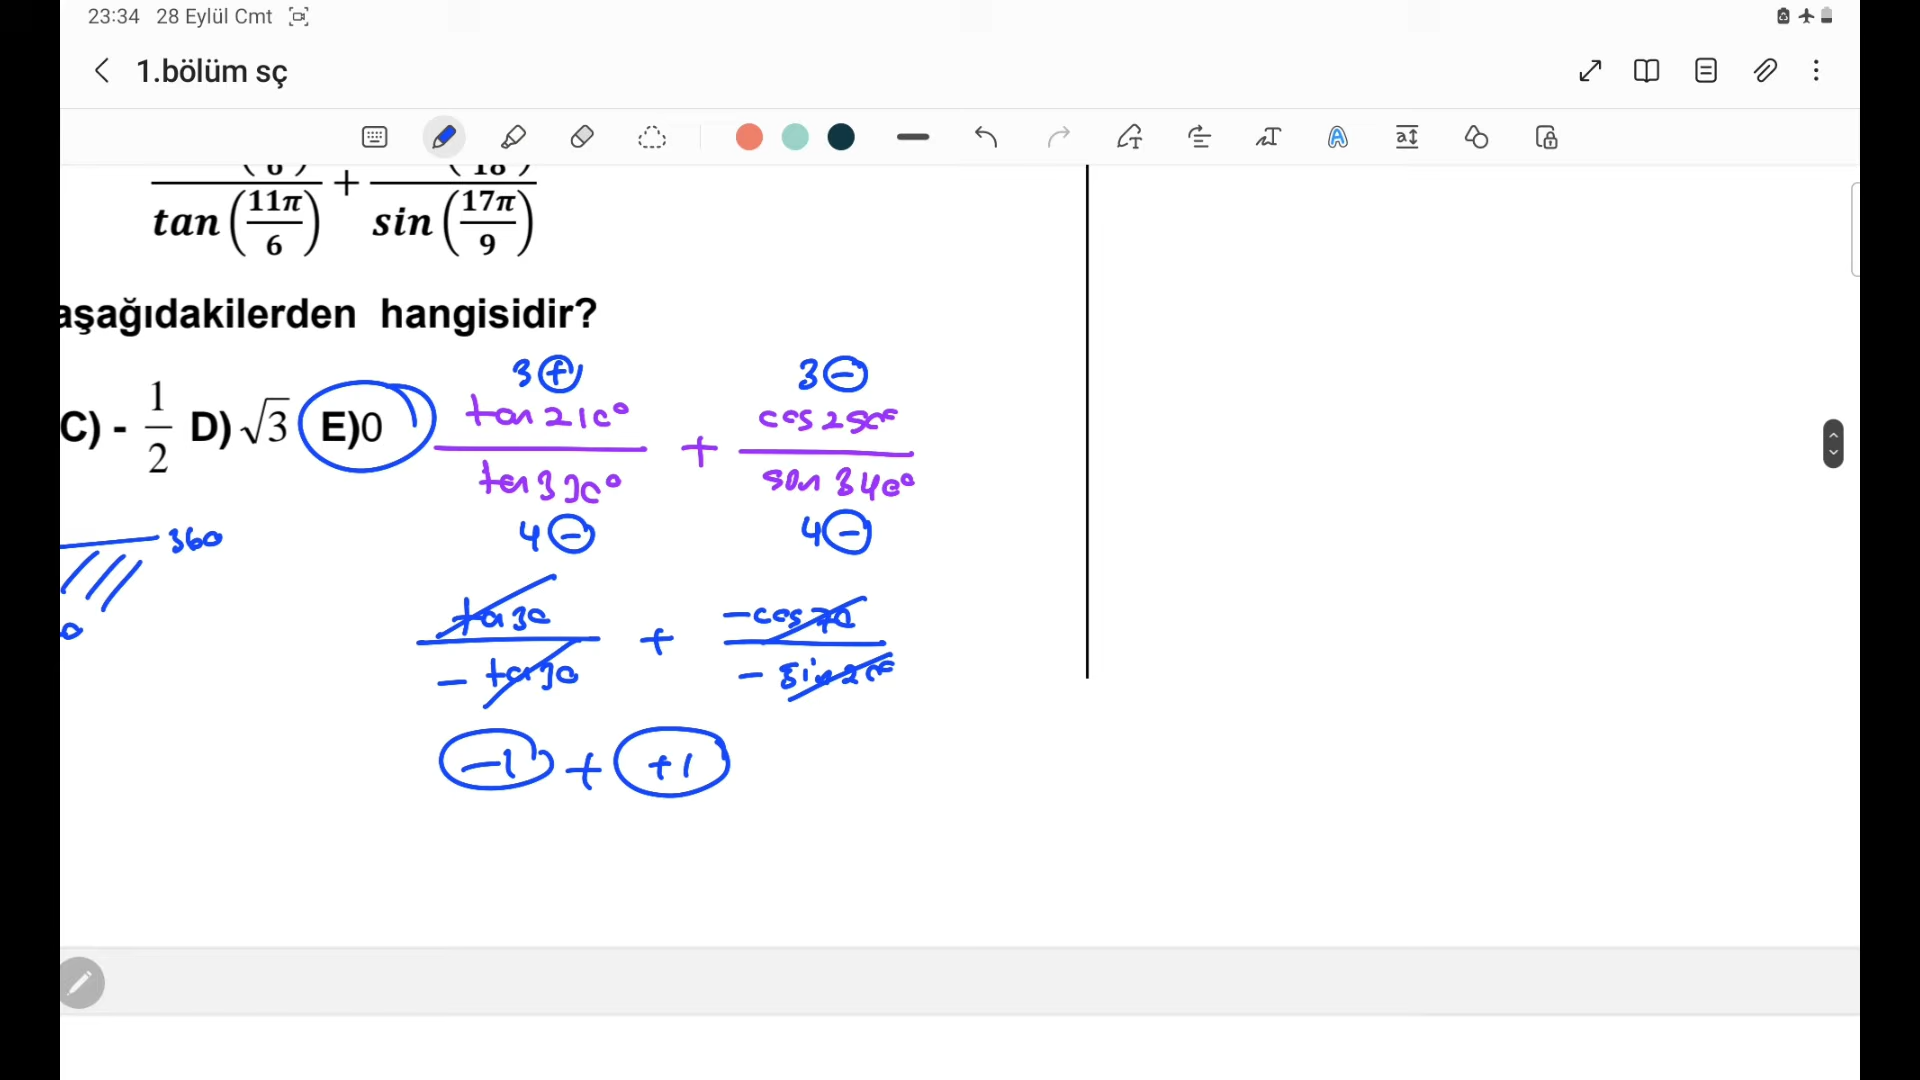 23:34 28 Eylül Cmt
1.bölüm sç
tan(11π/6) + sin(17π/9)
aşağıdakilerden hangisidir?
C) - 1/2 D) √3 E)0
3 + 3 -
tan 210° + cos 250°
tan 330° sin 340°
4 - 4 -
360
tan 30 + -cos 70
- tan 30 - sin 20°
-1 + +1